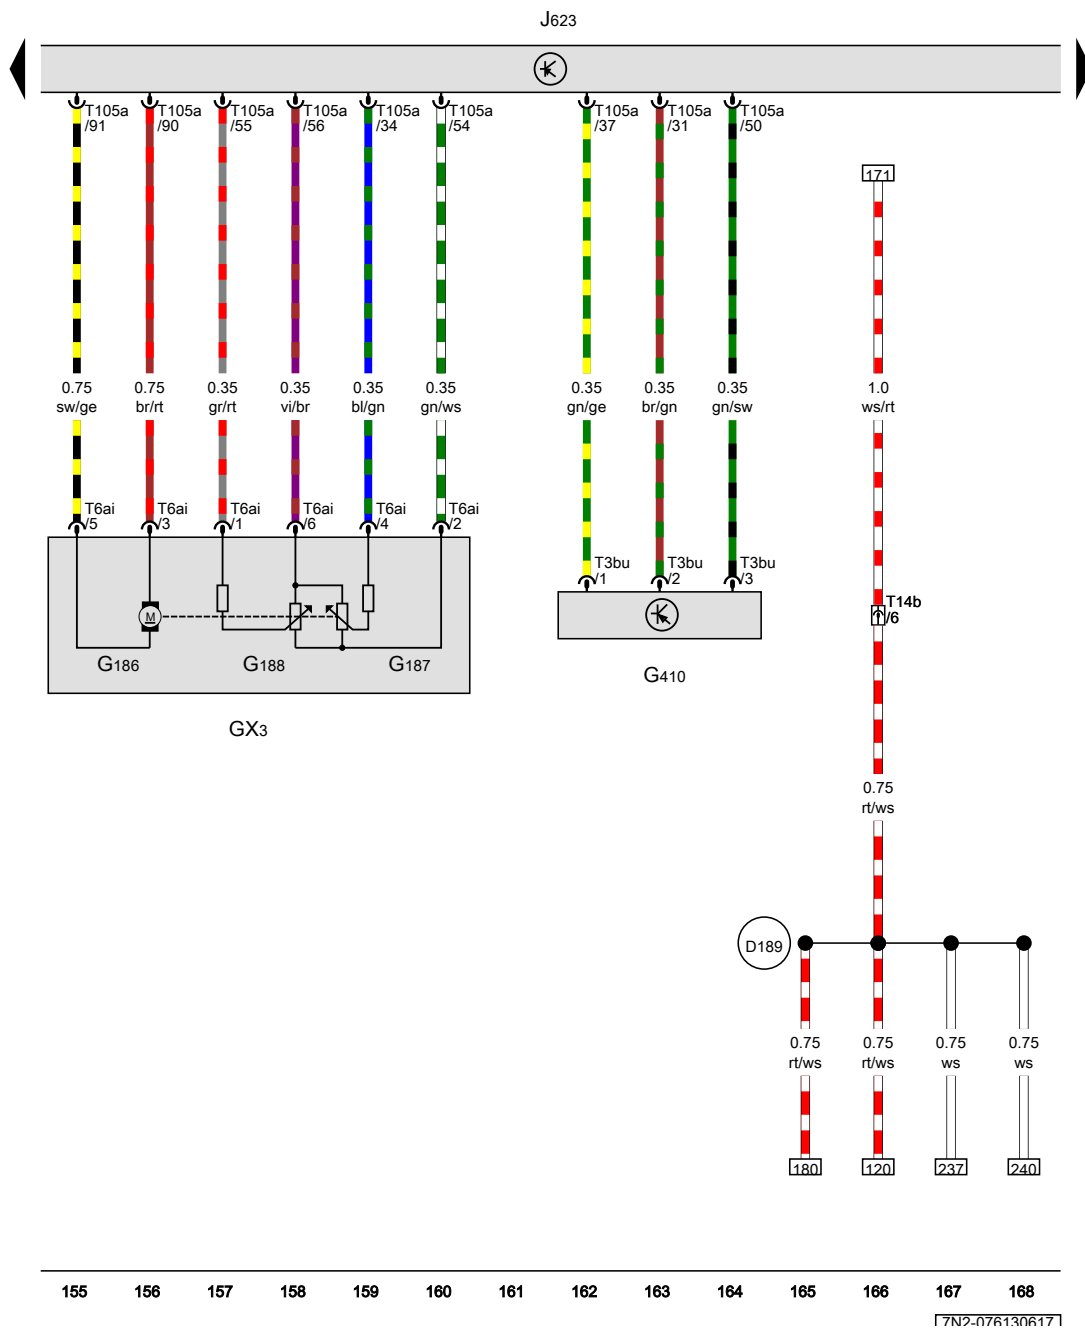 J623
T105a
/91
T105a
/90
T105a
/55
T105a
/56
T105a
/34
T105a
/54
T105a
/37
T105a
/31
T105a
/50
171
0.75
sw/ge
0.75
br/rt
0.35
gr/rt
0.35
vi/br
0.35
bl/gn
0.35
gn/ws
0.35
gn/ge
0.35
br/gn
0.35
gn/sw
1.0
ws/rt
T6ai
/5
T6ai
/3
T6ai
/1
T6ai
/6
T6ai
/4
T6ai
/2
T3bu
/1
T3bu
/2
T3bu
/3
T14b
/6
M
G186
G188
G187
G410
GX3
0.75
rt/ws
D189
0.75
rt/ws
0.75
rt/ws
0.75
ws
0.75
ws
180
120
237
240
155 156 157 158 159 160 161 162 163 164 165 166 167 168
7N2-076130617